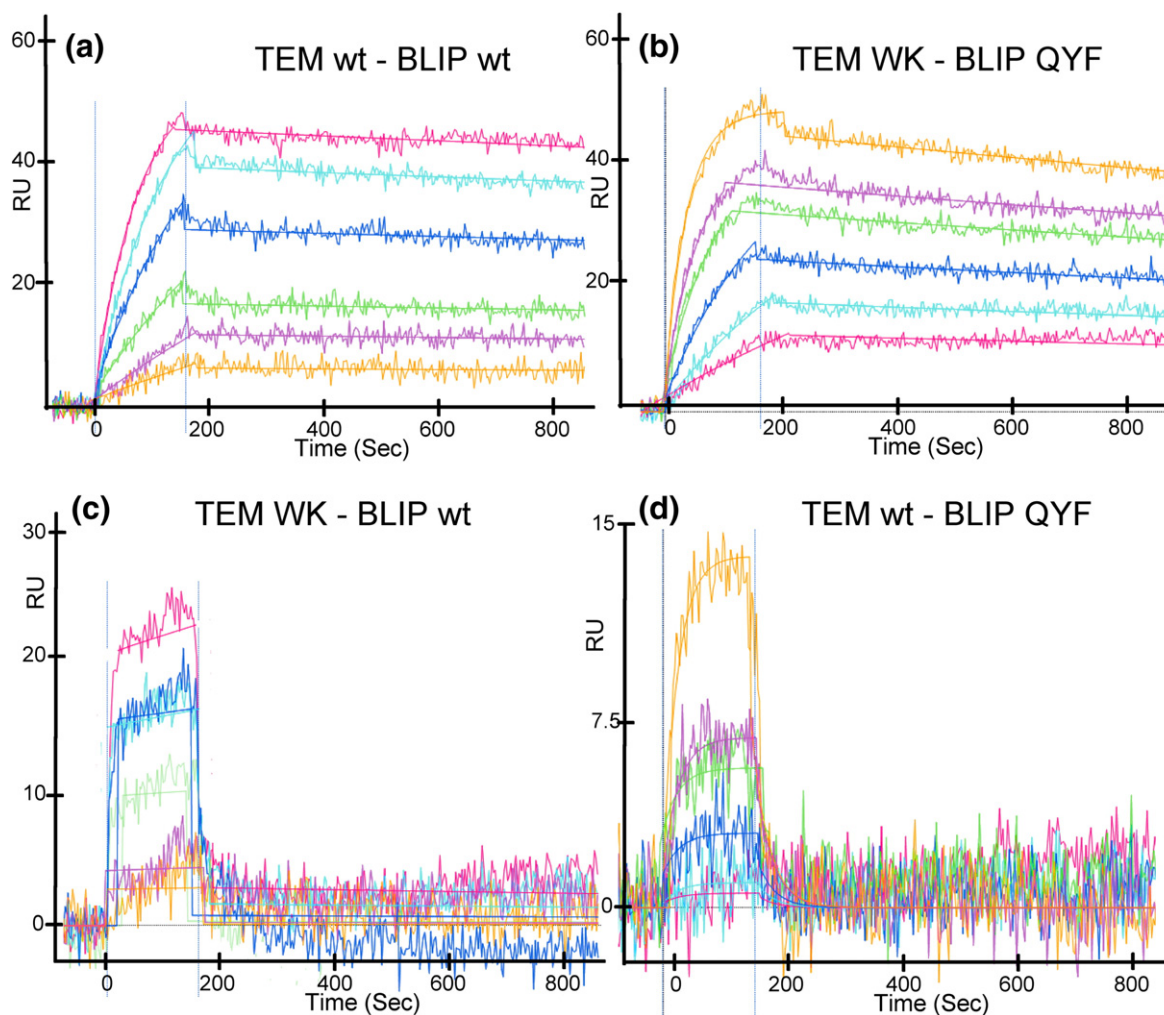 (a) TEM wt - BLIP wt
60
40
20
RU
0 200 400 600 800
Time (Sec)
(b) TEM WK - BLIP QYF
60
40
20
RU
0 200 400 600 800
Time (Sec)
(c) TEM WK - BLIP wt
30
20
10
0
RU
0 200 400 600 800
Time (Sec)
(d) TEM wt - BLIP QYF
15
7.5
0
RU
0 200 400 600 800
Time (Sec)